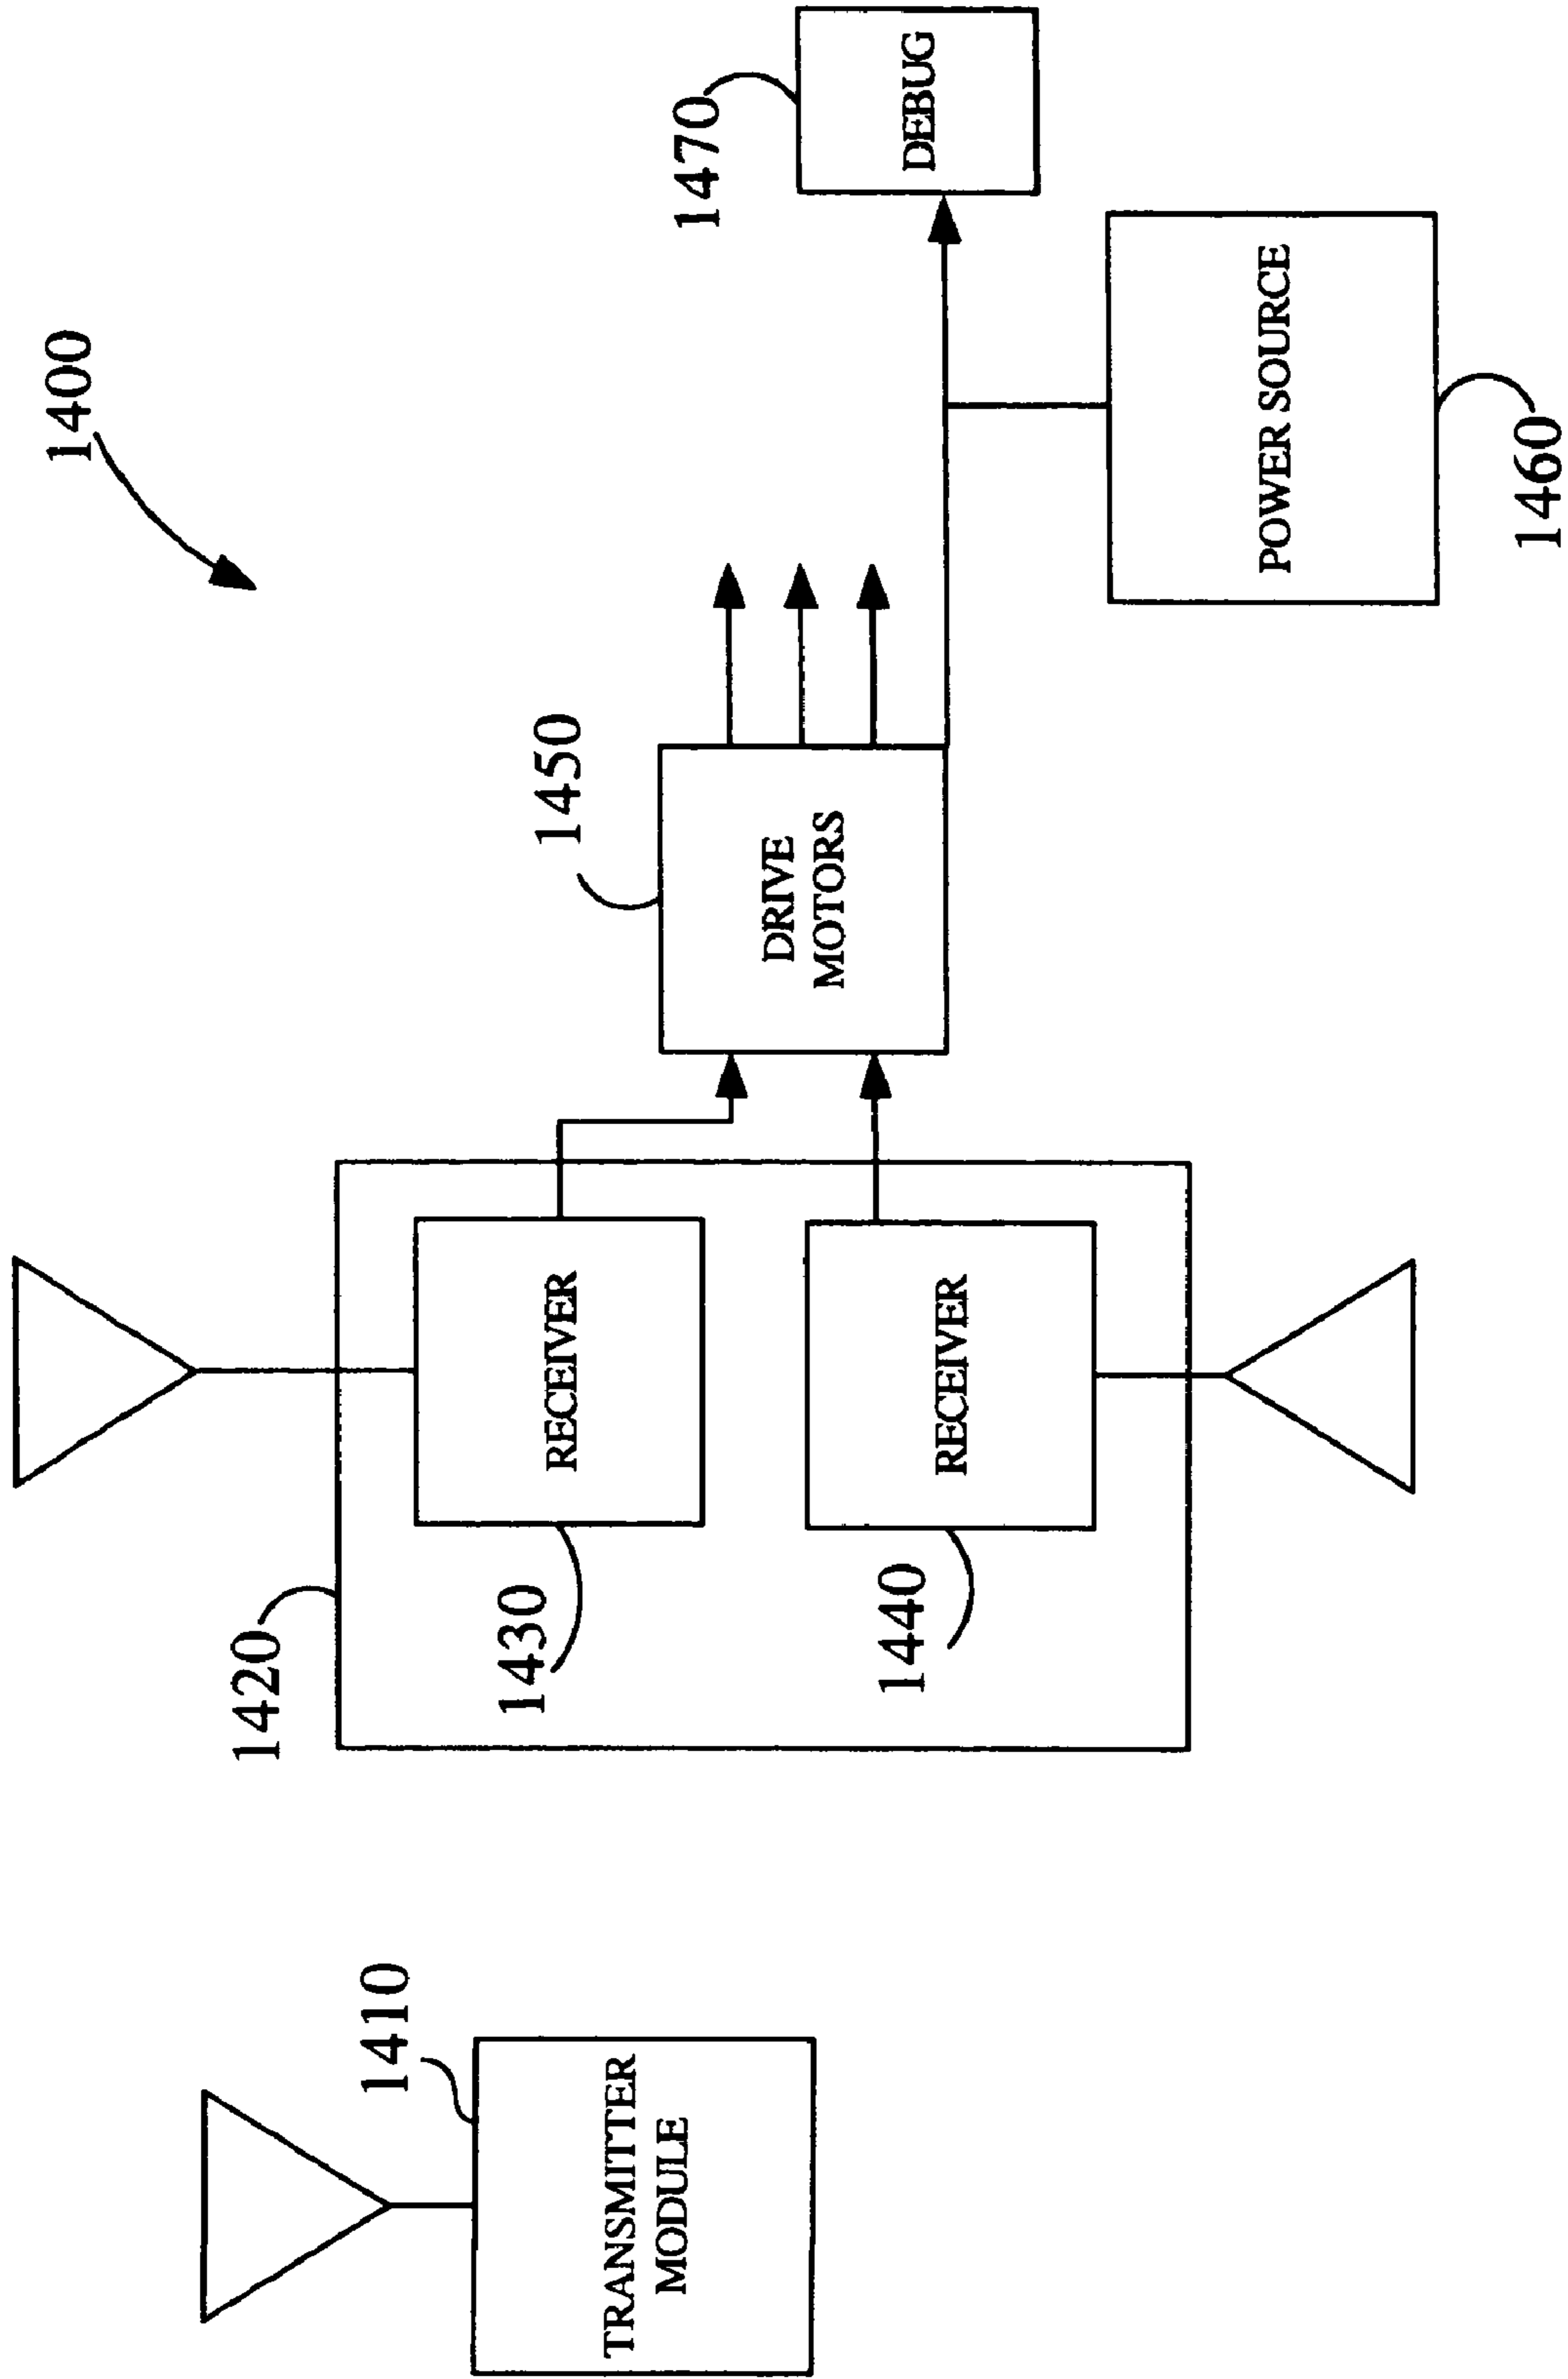 1400
1410
TRANSMITTER
MODULE
1420
1430
RECEIVER
1440
RECEIVER
1450
DRIVE
MOTORS
1460
POWER SOURCE
1470
DEBUG